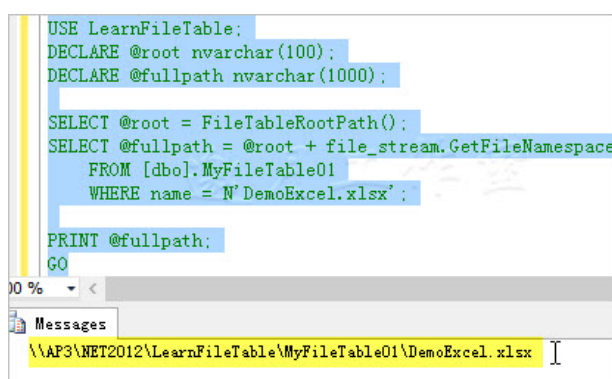 USE LearnFileTable;
DECLARE @root nvarchar(100);
DECLARE @fullpath nvarchar(1000);
SELECT @root = FileTableRootPath();
SELECT @fullpath = @root + file_stream.GetFileNamespace
FROM [dbo].MyFileTable01
WHERE name = N'DemoExcel.xlsx';
PRINT @fullpath;
GO
00 %
Messages
\\AP3\NET2012\LearnFileTable\MyFileTable01\DemoExcel.xlsx